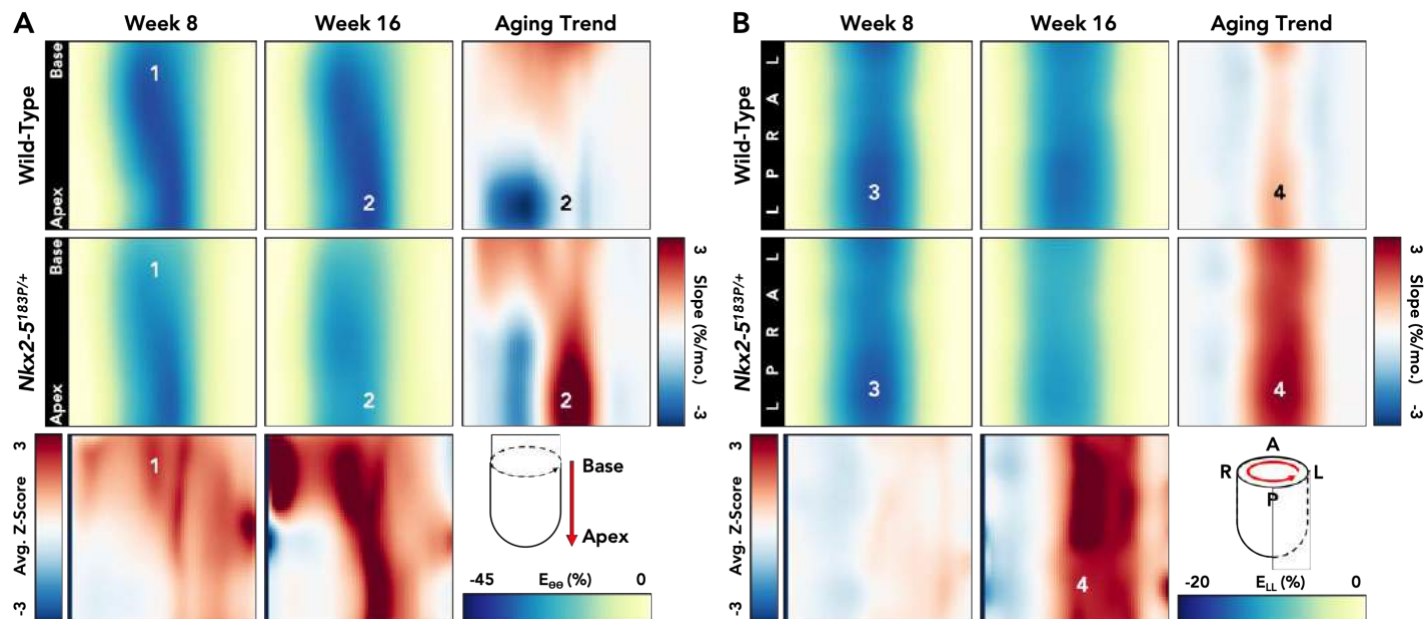 A
Week 8
Week 16
Aging Trend
Wild-Type
Base
Apex
1
2
2
Nkx2-5183P/+
Base
Apex
1
2
2
3
Slope (%/mo.)
-3
3
Avg. Z-Score
-3
1
Base
Apex
-45
Eθθ (%)
0
B
Week 8
Week 16
Aging Trend
Wild-Type
L P R A L
3
4
Nkx2-5183P/+
L P R A L
3
4
3
Slope (%/mo.)
-3
3
Avg. Z-Score
-3
4
A
R
L
P
-20
ELL (%)
0